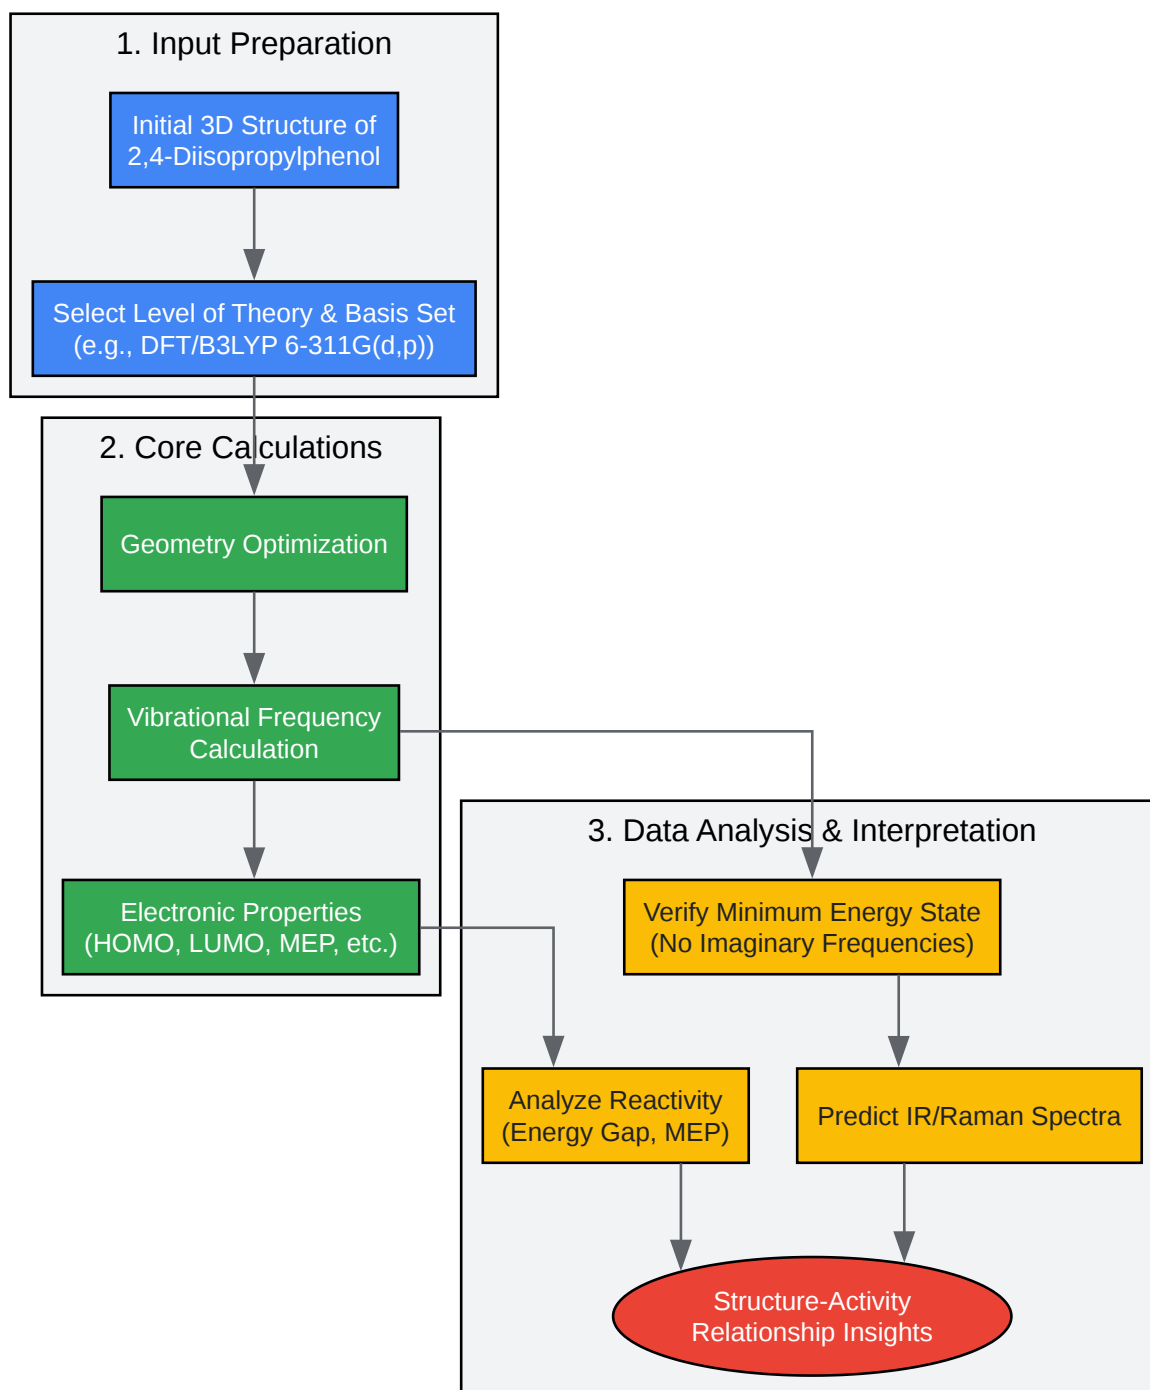 1. Input Preparation
Initial 3D Structure of
2,4-Diisopropylphenol
Select Level of Theory & Basis Set
(e.g., DFT/B3LYP 6-311G(d,p))
2. Core Calculations
Geometry Optimization
Vibrational Frequency
Calculation
Electronic Properties
(HOMO, LUMO, MEP, etc.)
3. Data Analysis & Interpretation
Verify Minimum Energy State
(No Imaginary Frequencies)
Analyze Reactivity
(Energy Gap, MEP)
Predict IR/Raman Spectra
Structure-Activity
Relationship Insights